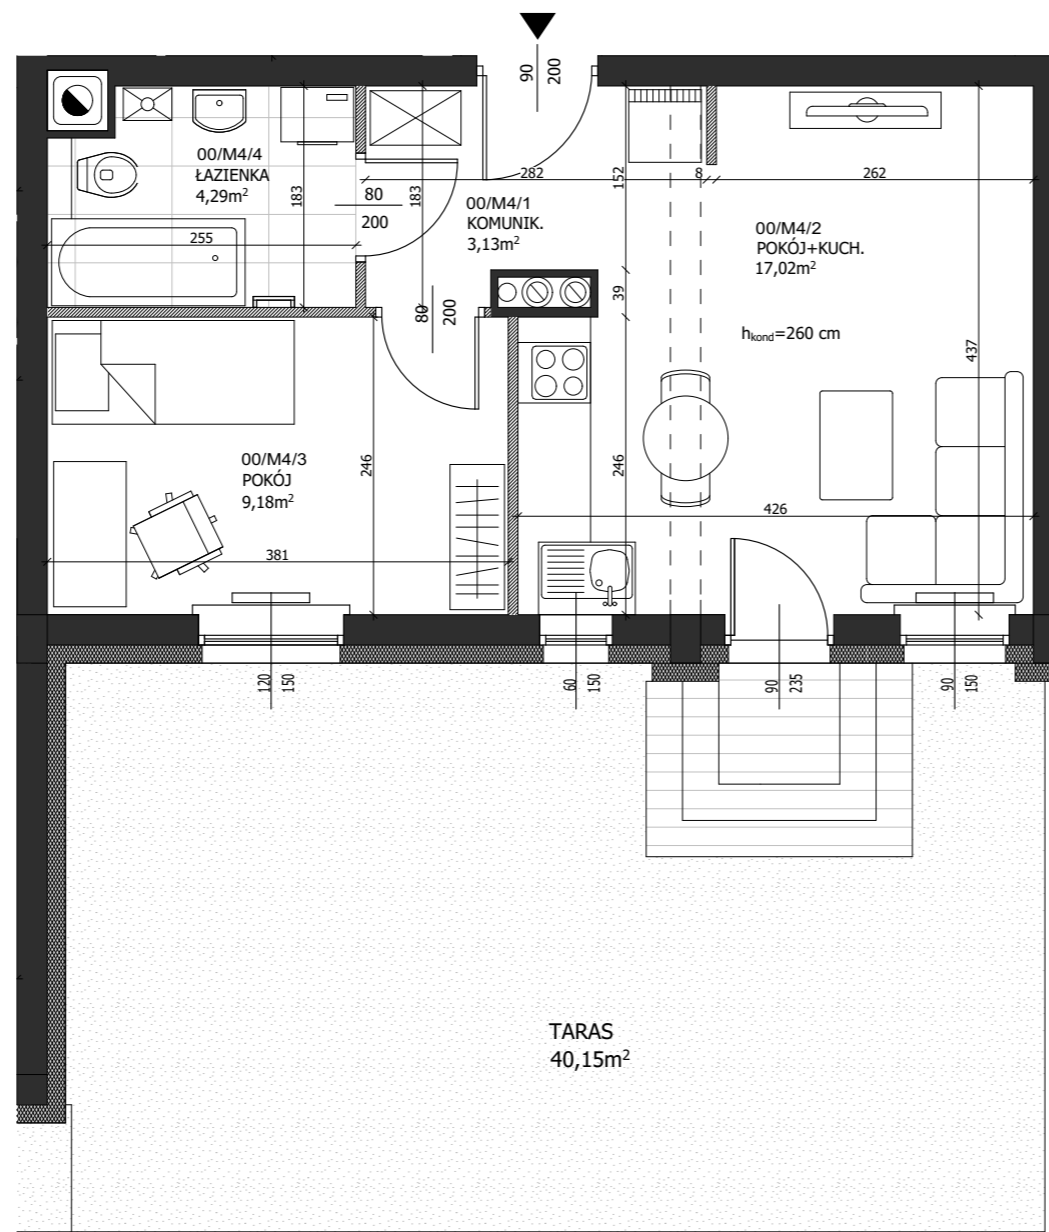 90
200
00/M4/4
ŁAZIENKA
4,29m²
183
80
200
183
282
152
8
262
00/M4/1
KOMUNIK.
3,13m²
00/M4/2
POKÓJ+KUCH.
17,02m²
255
39
80
200
hkond=260 cm
437
00/M4/3
POKÓJ
9,18m²
246
246
426
381
120
150
60
150
90
235
90
150
TARAS
40,15m²